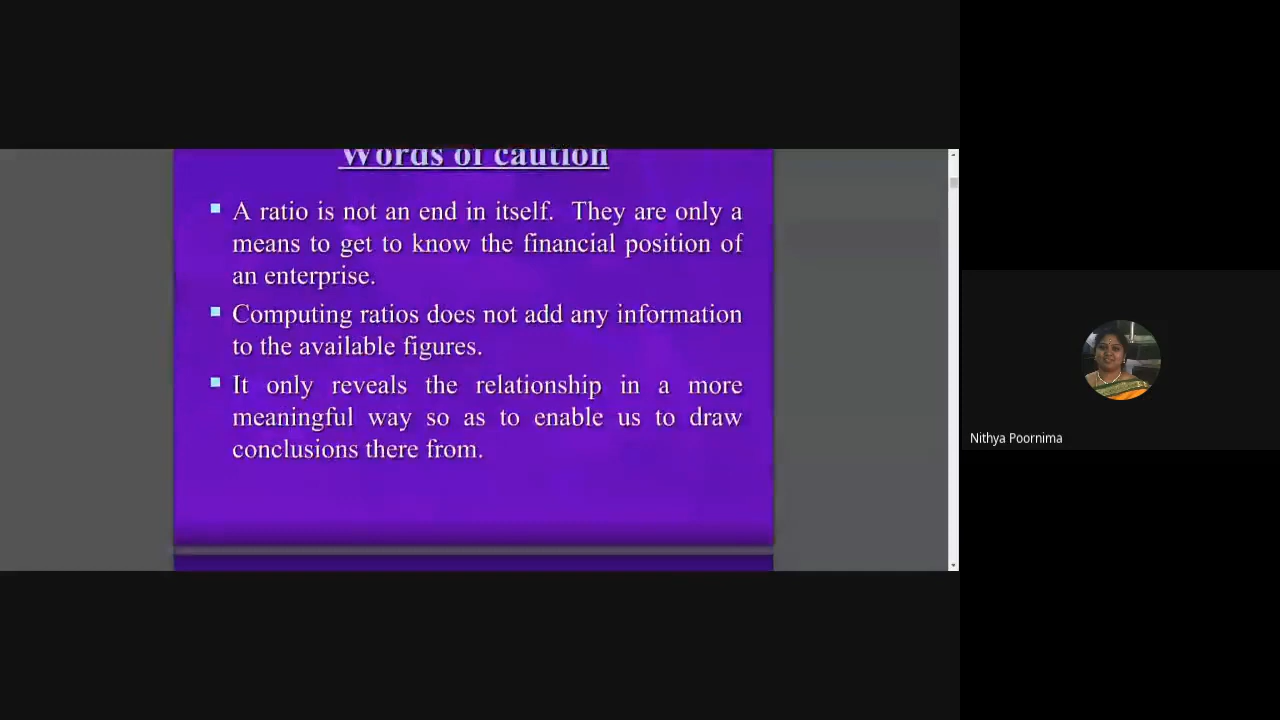 Words of caution
A ratio is not an end in itself. They are only a
means to get to know the financial position of
an enterprise.
Computing ratios does not add any information
to the available figures.
It only reveals the relationship in a more
meaningful way so as to enable us to draw
conclusions there from.
Nithya Poornima